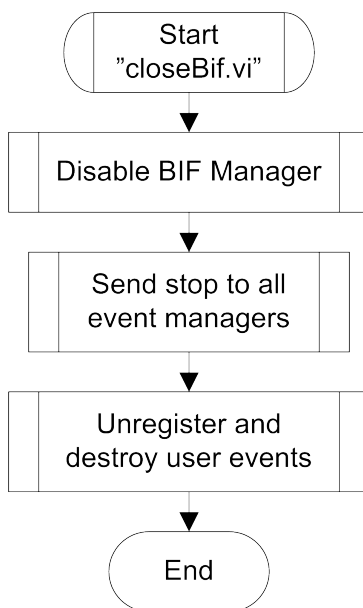 Start
”closeBif.vi”
Disable BIF Manager
Send stop to all
event managers
Unregister and
destroy user events
End